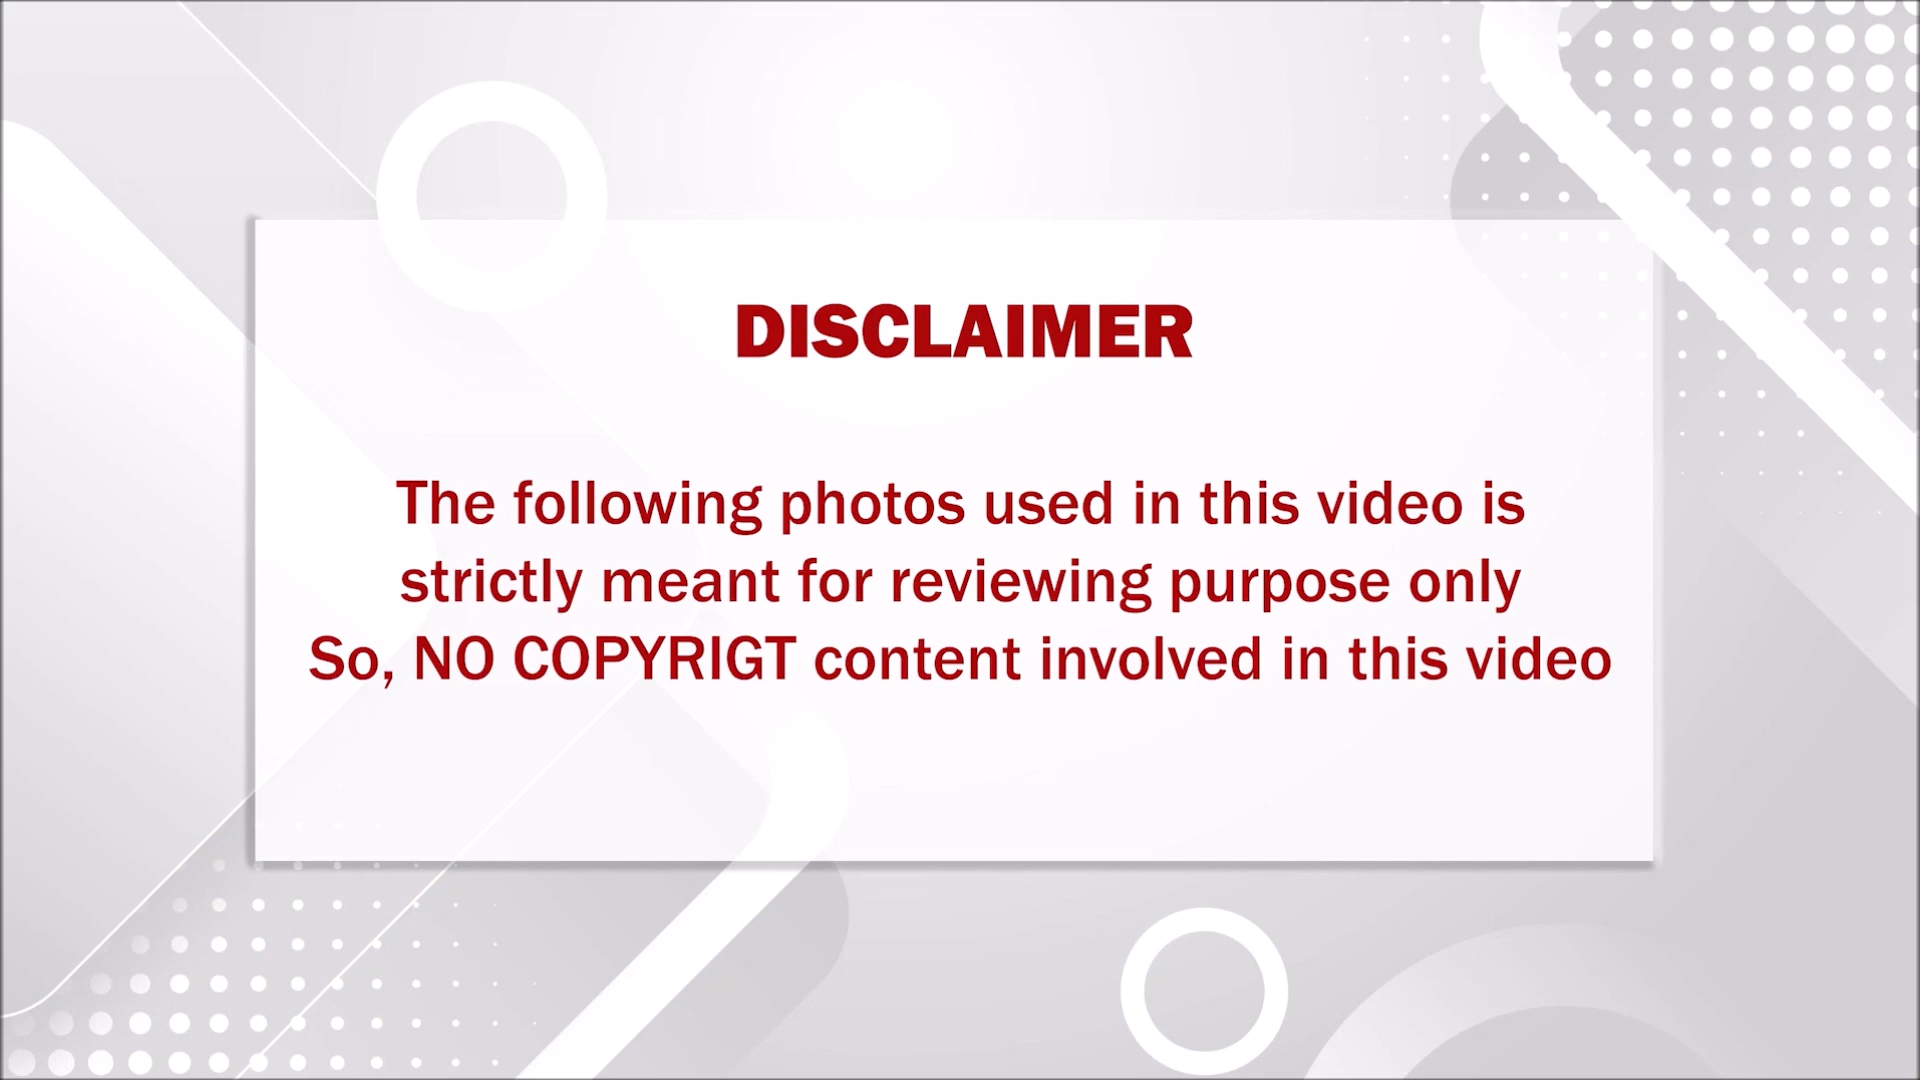 DISCLAIMER
The following photos used in this video is
strictly meant for reviewing purpose only
So, NO COPYRIGT content involved in this video